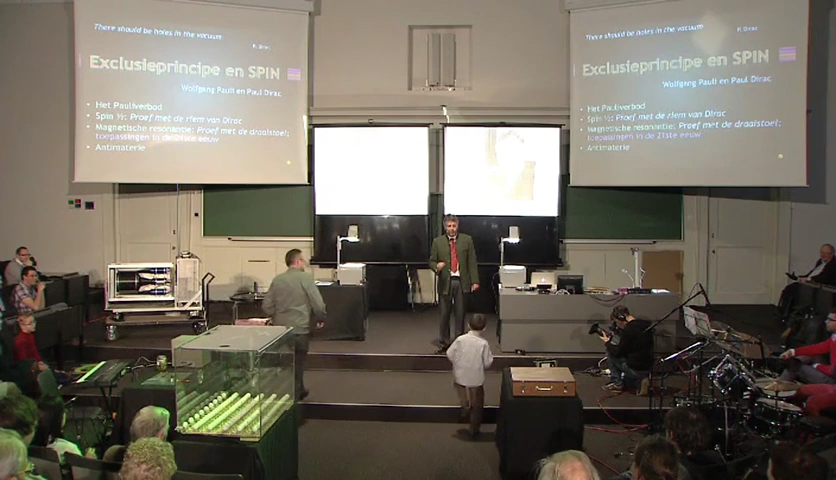 There should be holes in the vacuum
P. Dirac
Exclusieprincipe en SPIN
Wolfgang Pauli en Paul Dirac
• Het Pauliverbod
• Spin ½: Proef met de riem van Dirac
• Magnetische resonantie: Proef met de draaistoel;
toepassingen in de 21ste eeuw
• Antimaterie
There should be holes in the vacuum
P. Dirac
Exclusieprincipe en SPIN
Wolfgang Pauli en Paul Dirac
• Het Pauliverbod
• Spin ½: Proef met de riem van Dirac
• Magnetische resonantie: Proef met de draaistoel;
toepassingen in de 21ste eeuw
• Antimaterie